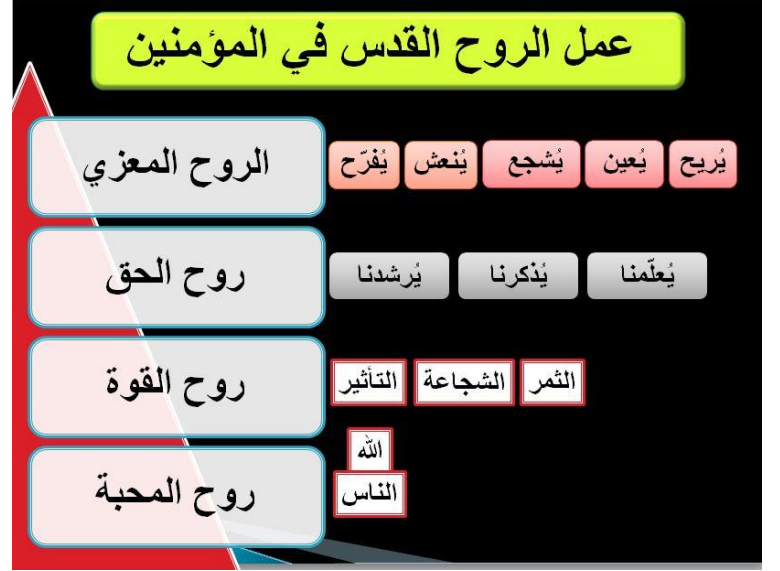 عمل الروح القدس في المؤمنين
الروح المعزي
يُريح يُعين يُشجع يُنعش يُفرّح
روح الحق
يُعلّمنا يُذكرنا يُرشدنا
روح القوة
الثمر الشجاعة التأثير
روح المحبة
الله
الناس